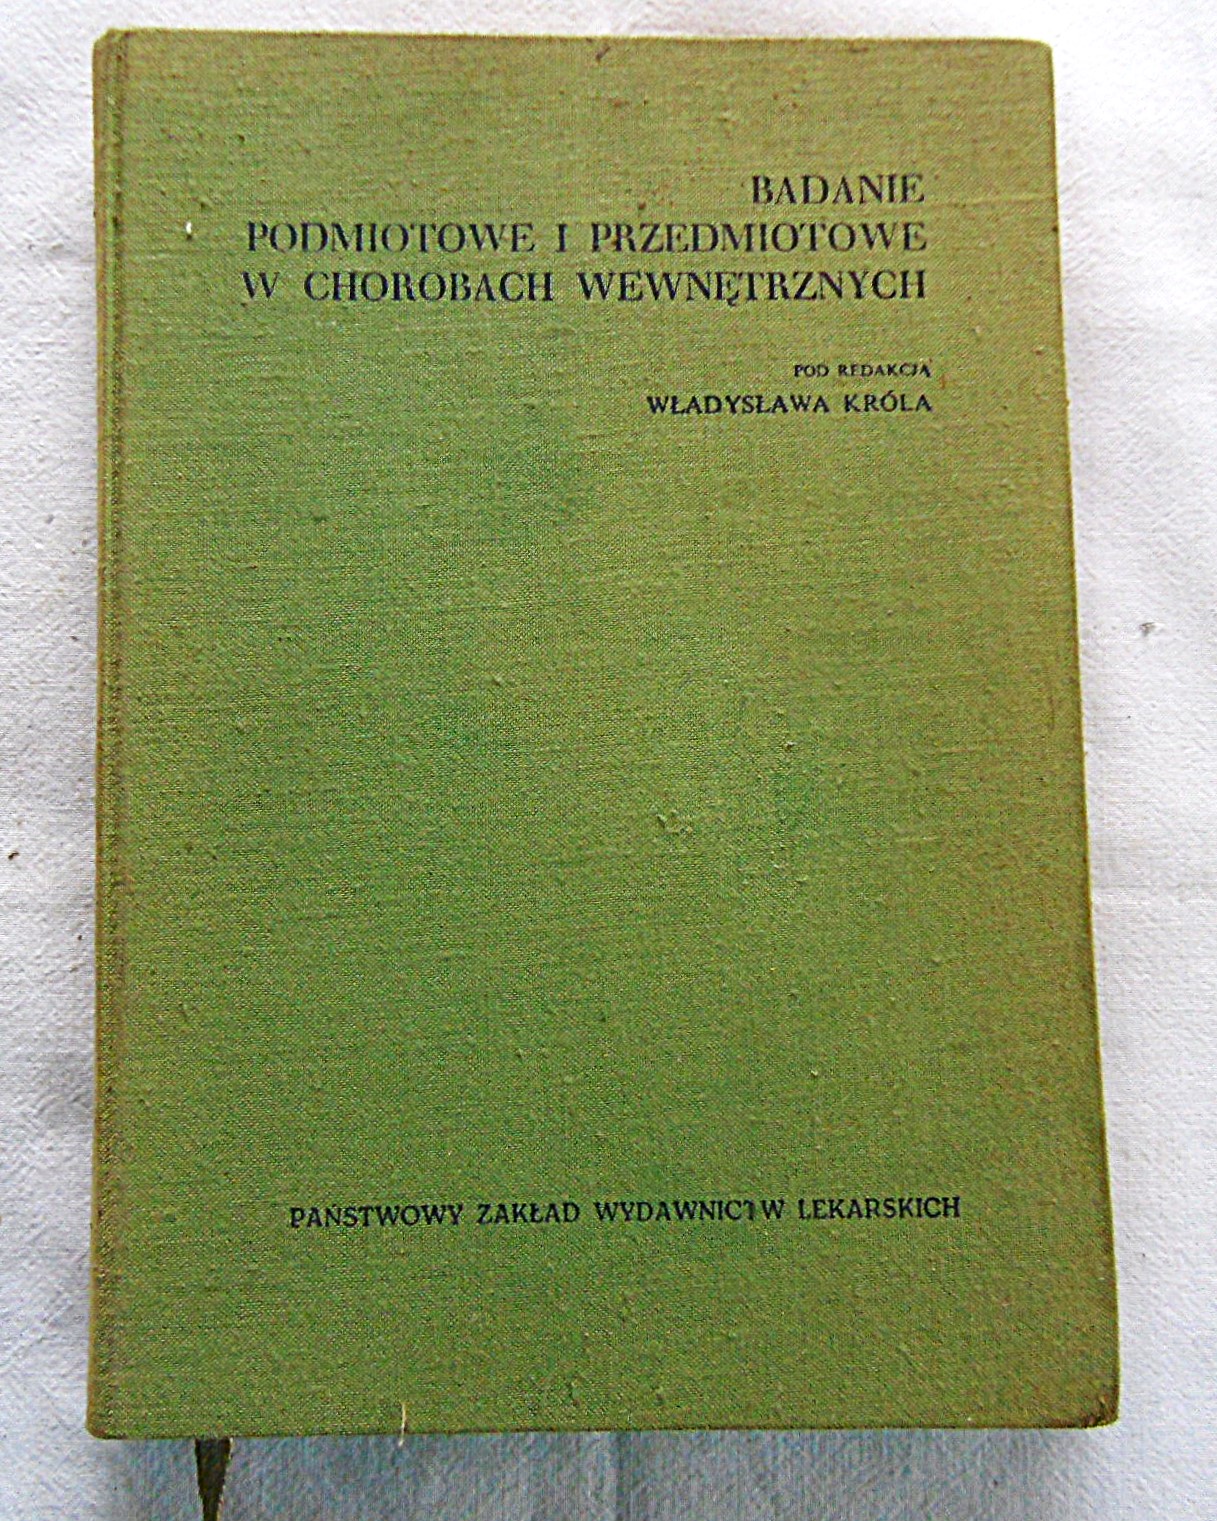 BADANIE
PODMIOTOWE I PRZEDMIOTOWE
W CHOROBACH WEWNĘTRZNYCH
POD REDAKCJĄ
WŁADYSŁAWA KRÓLA
PAŃSTWOWY ZAKŁAD WYDAWNICTW LEKARSKICH